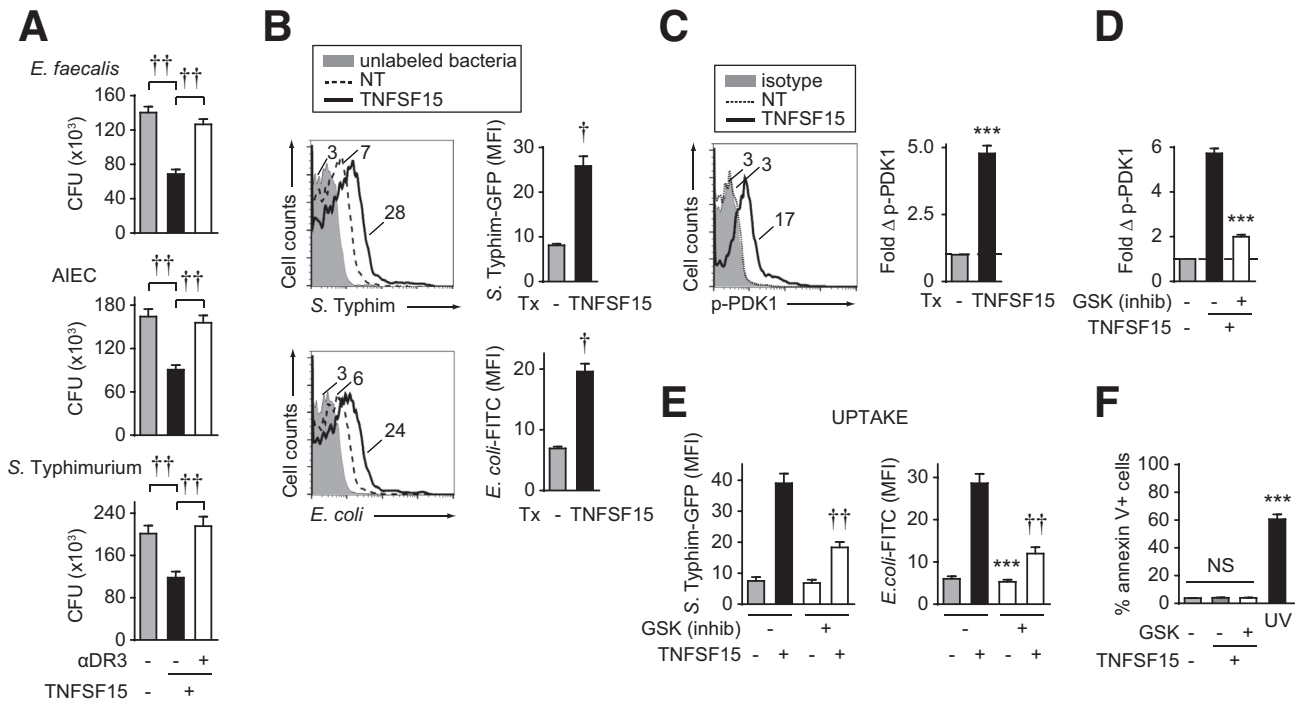 A
E. faecalis
††
††
160
120
80
40
0
CFU (x10³)
AIEC
††
††
180
120
60
0
CFU (x10³)
S. Typhimurium
††
††
240
160
80
0
CFU (x10³)
αDR3 - - +
TNFSF15 - +
B
unlabeled bacteria
NT
TNFSF15
3 7
28
Cell counts
S. Typhim
S. Typhim-GFP (MFI)
30
20
10
0
†
Tx - TNFSF15
3 6
24
Cell counts
E. coli
E. coli-FITC (MFI)
20
10
0
†
Tx - TNFSF15
C
isotype
NT
TNFSF15
3 3
17
Cell counts
p-PDK1
Fold Δ p-PDK1
5.0
2.5
0
***
Tx - TNFSF15
D
Fold Δ p-PDK1
6
4
2
0
***
GSK (inhib) - - +
TNFSF15 - +
E
UPTAKE
S. Typhim-GFP (MFI)
40
30
20
10
0
††
GSK (inhib) - +
TNFSF15 - + - +
E.coli-FITC (MFI)
30
20
10
0
***
††
- +
- + - +
F
% annexin V+ cells
100
80
60
40
20
0
NS
***
UV
GSK - - +
TNFSF15 - +